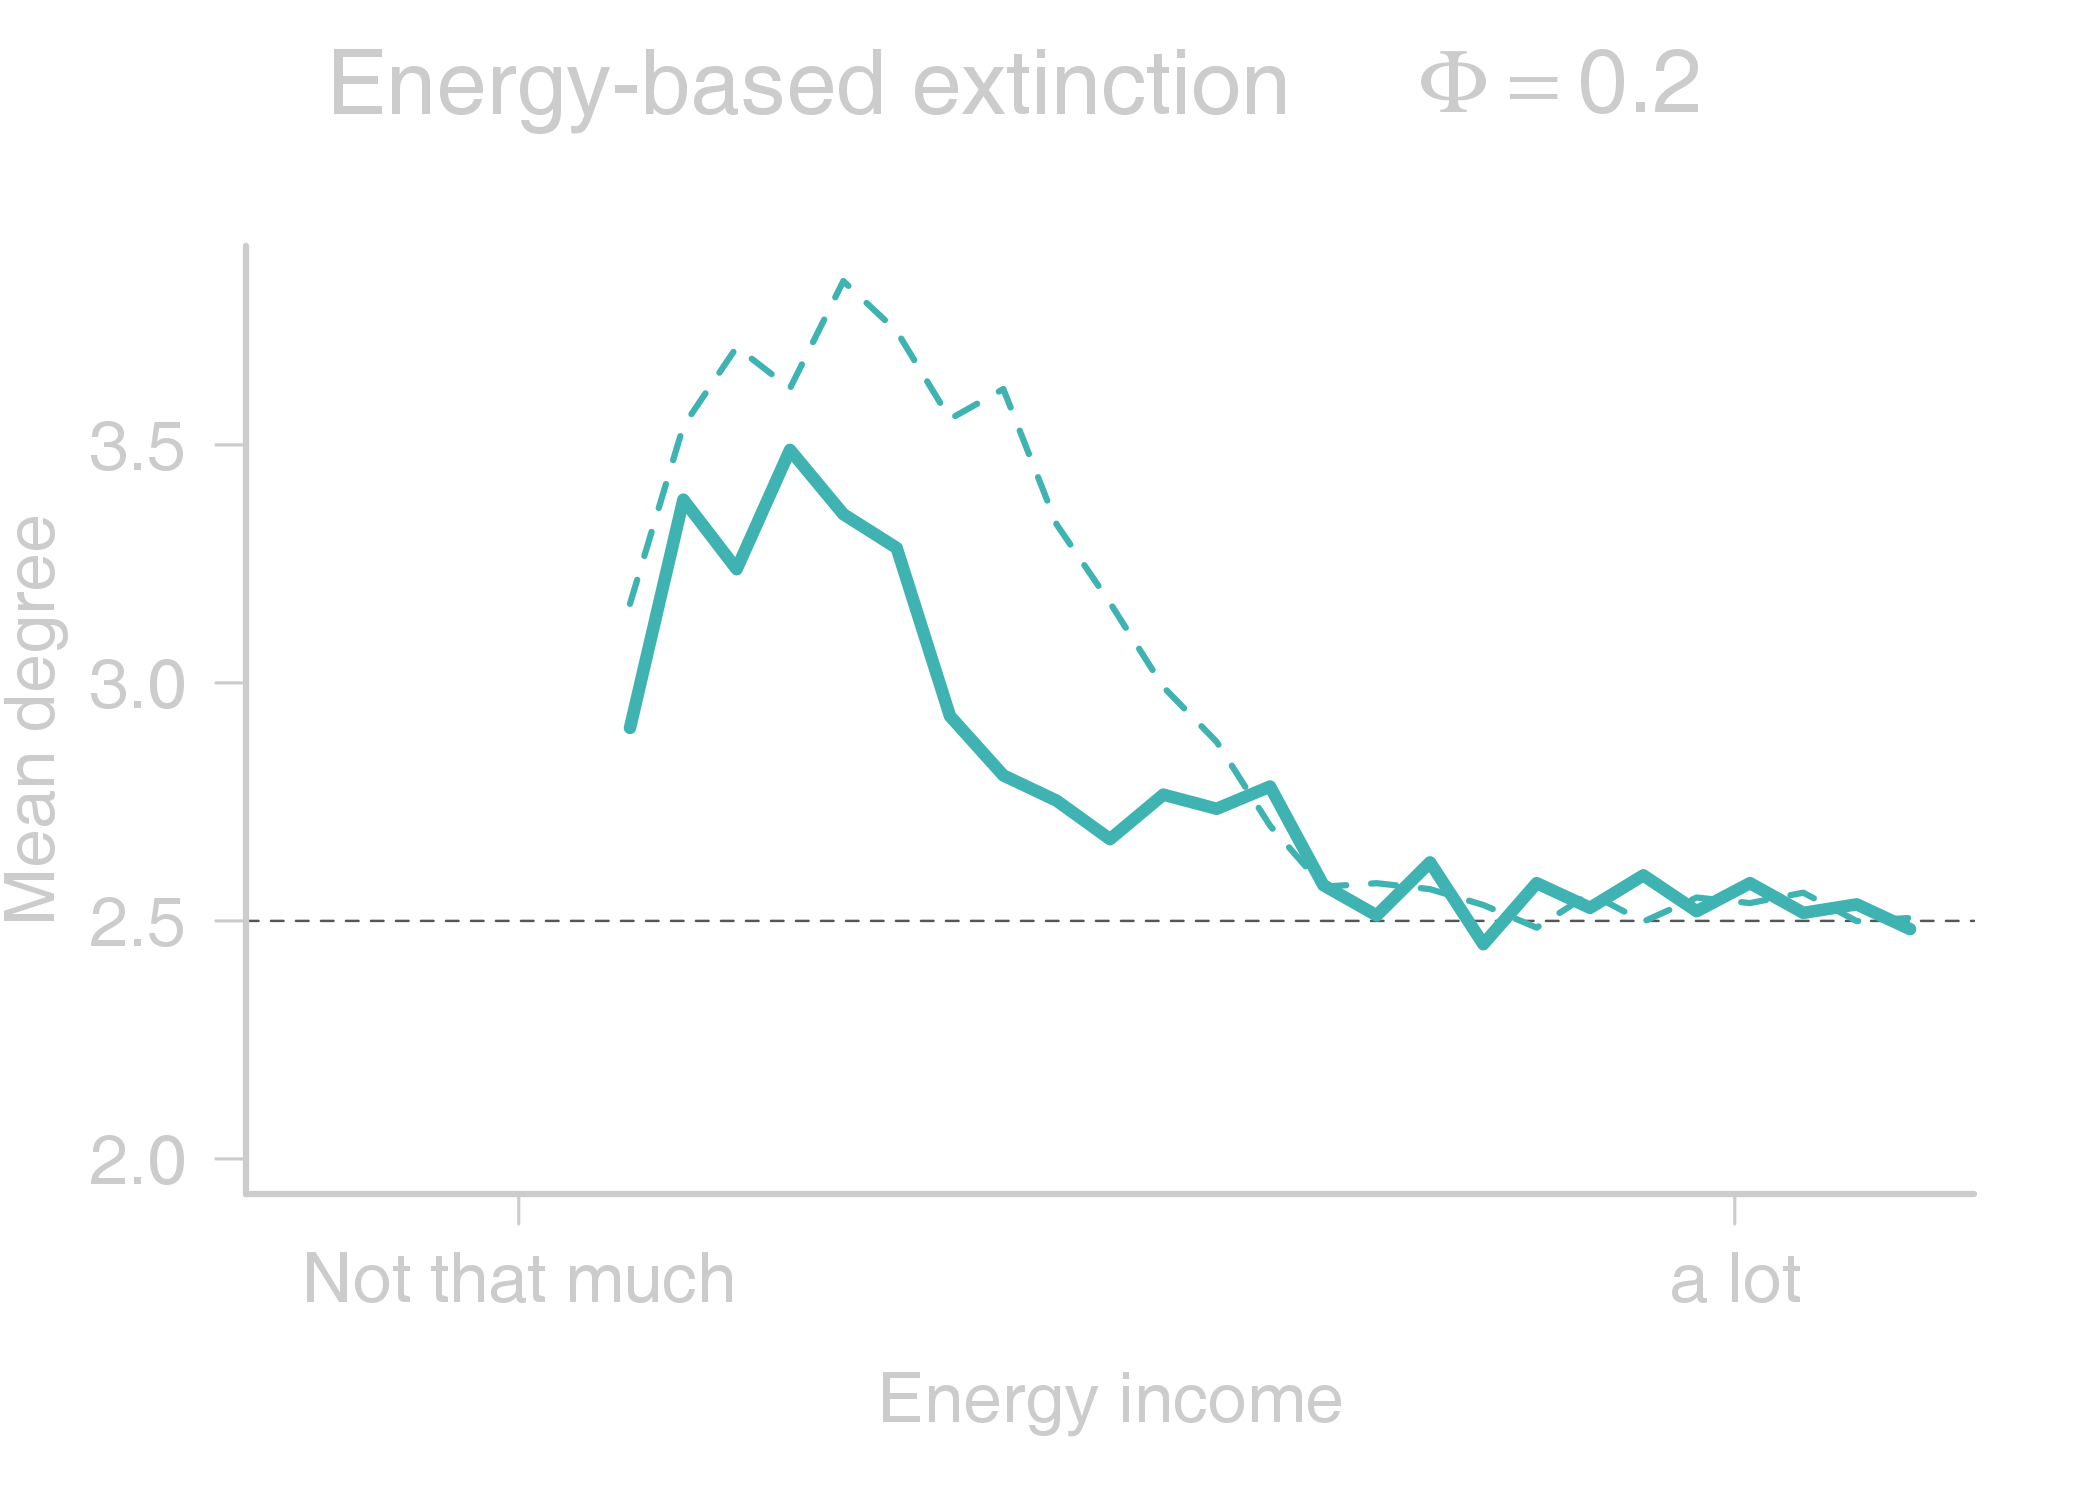 Energy-based extinction Φ = 0.2
3.5
3.0
2.5
2.0
Mean degree
Not that much a lot
Energy income